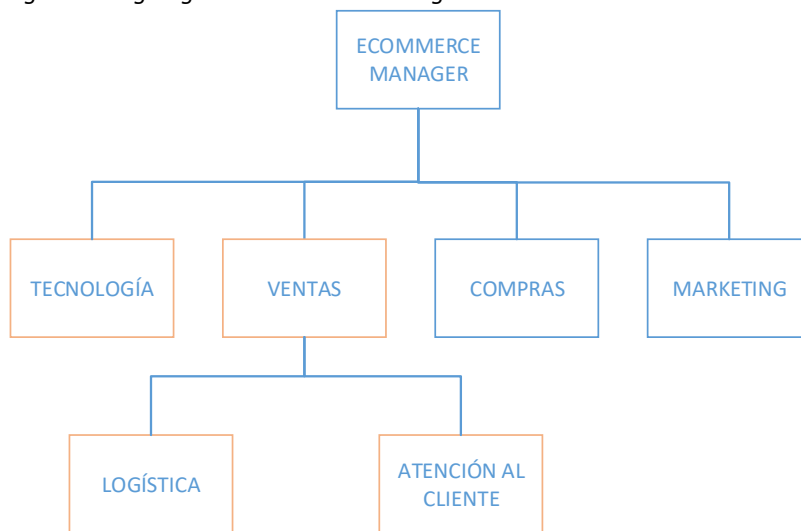 ECOMMERCE
MANAGER
TECNOLOGÍA
VENTAS
COMPRAS
MARKETING
LOGÍSTICA
ATENCIÓN AL
CLIENTE